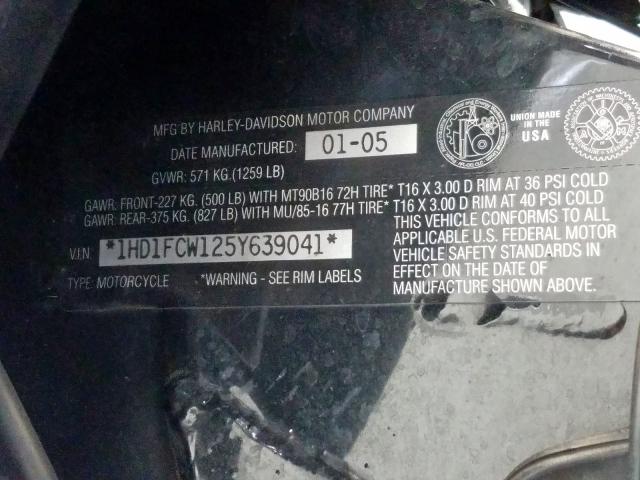 MFG BY HARLEY-DAVIDSON MOTOR COMPANY
DATE MANUFACTURED: 01-05
GVWR: 571 KG.(1259 LB)
UNION MADE
IN THE
USA
GAWR: FRONT-227 KG. (500 LB) WITH MT90B16 72H TIRE* T16 X 3.00 D RIM AT 36 PSI COLD
GAWR: REAR-375 KG. (827 LB) WITH MU/85-16 77H TIRE* T16 X 3.00 D RIM AT 40 PSI COLD
V.I.N *1HD1FCW125Y639041*
TYPE: MOTORCYCLE *WARNING - SEE RIM LABELS
THIS VEHICLE CONFORMS TO ALL
APPLICABLE U.S. FEDERAL MOTOR
VEHICLE SAFETY STANDARDS IN
EFFECT ON THE DATE OF
MANUFACTURE SHOWN ABOVE.